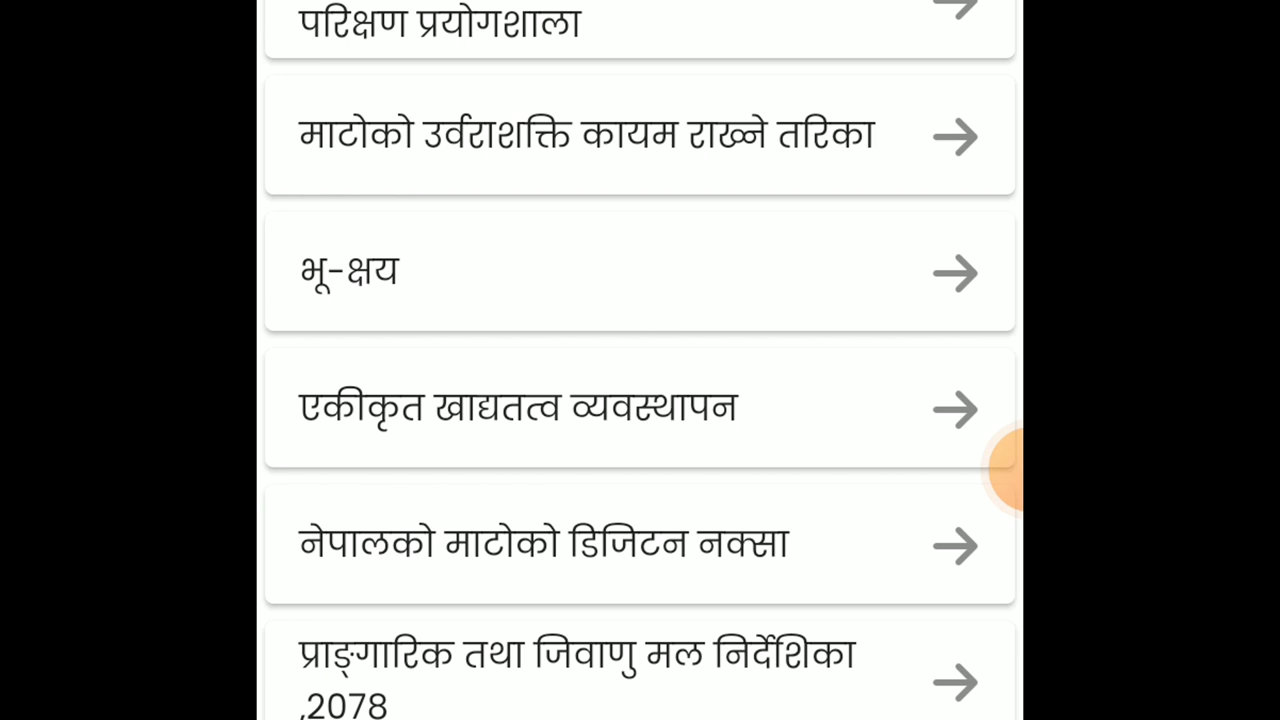 परिक्षण प्रयोगशाला
माटोको उर्वराशक्ति कायम राख्ने तरिका
भू-क्षय
एकीकृत खाद्यतत्व व्यवस्थापन
नेपालको माटोको डिजिटन नक्सा
प्राङ्गारिक तथा जिवाणु मल निर्देशिका
,2078